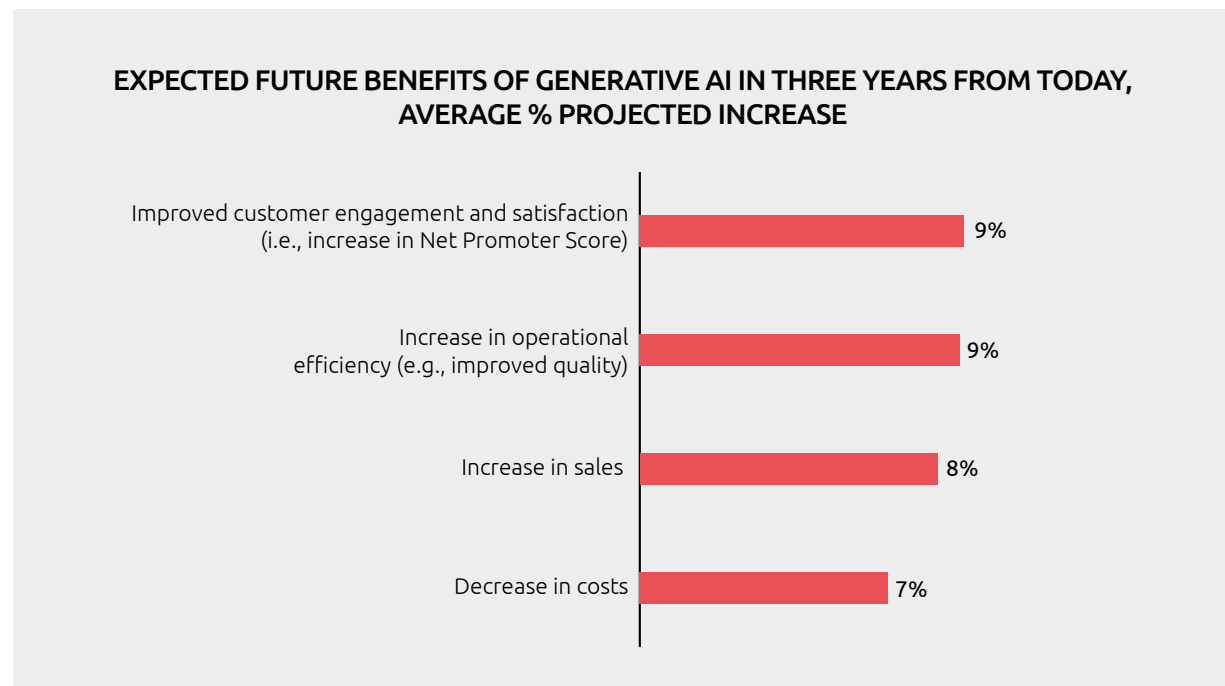 EXPECTED FUTURE BENEFITS OF GENERATIVE AI IN THREE YEARS FROM TODAY,
AVERAGE % PROJECTED INCREASE
Improved customer engagement and satisfaction
(i.e., increase in Net Promoter Score)
9%
Increase in operational
efficiency (e.g., improved quality)
9%
Increase in sales
8%
Decrease in costs
7%